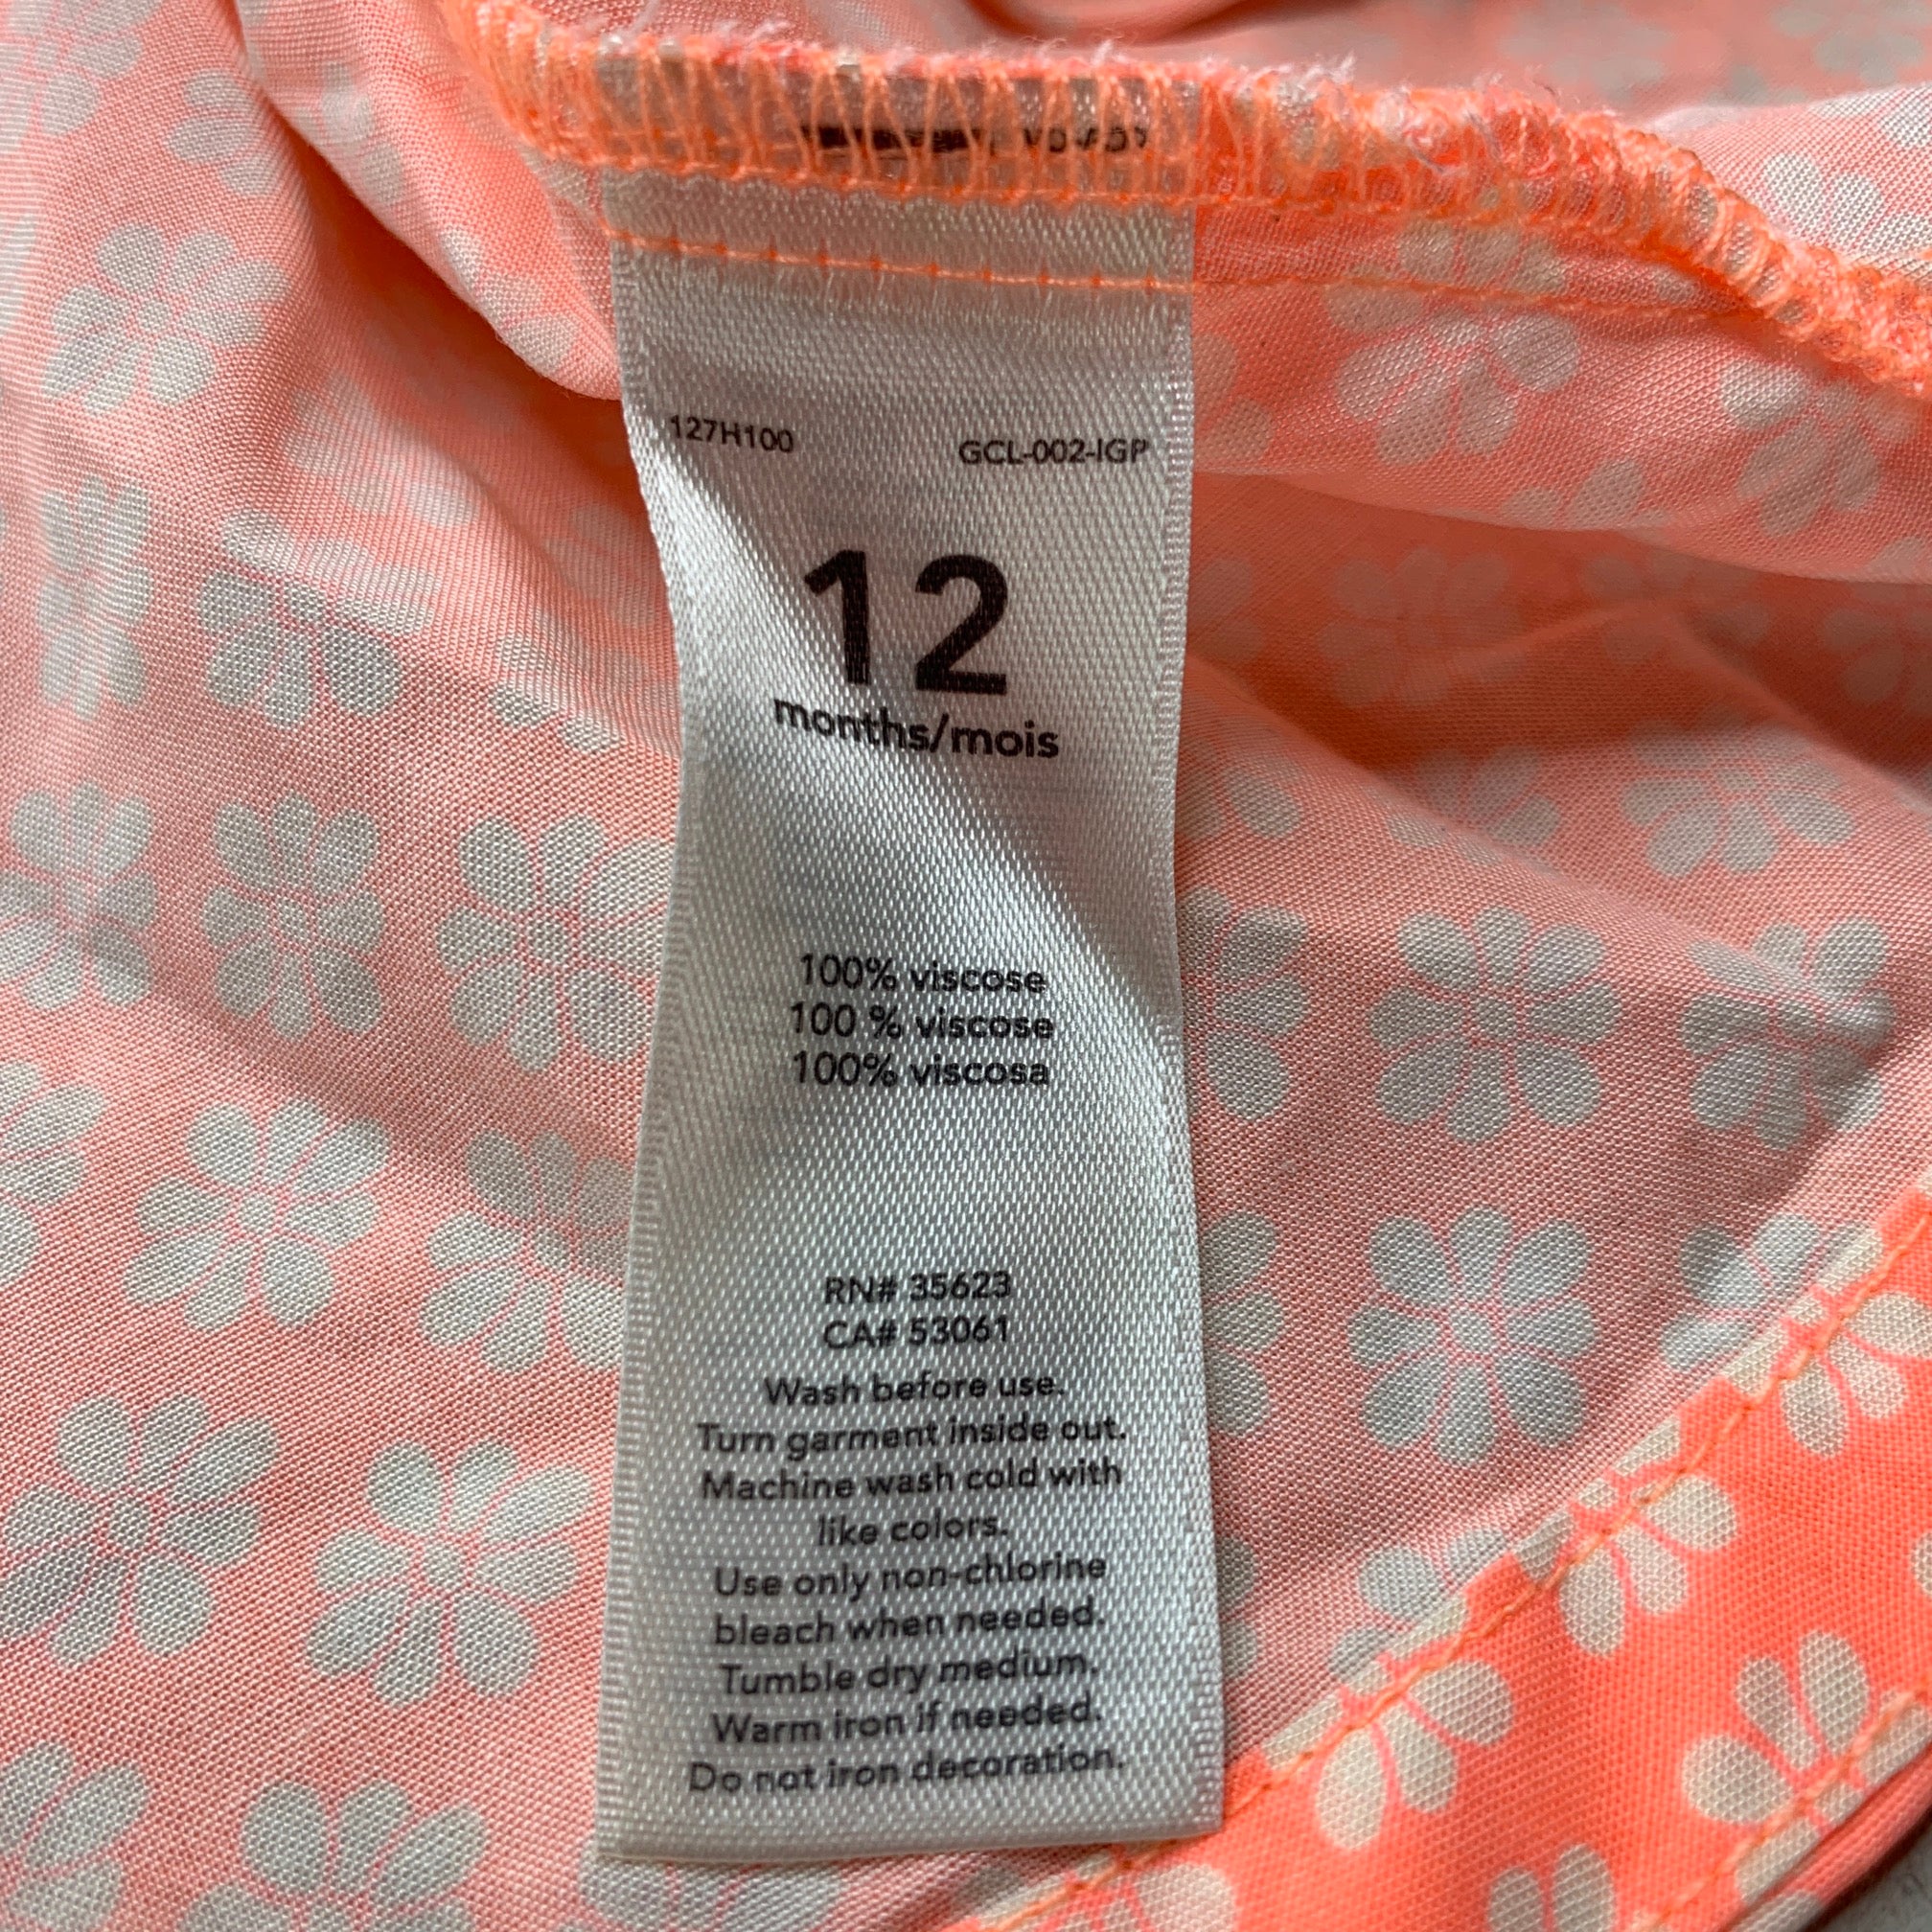 127H100 GCL-002-IGP
12
months/mois
100% viscose
100 % viscose
100% viscosa
RN# 35623
CA# 53061
Wash before use.
Turn garment inside out.
Machine wash cold with
like colors.
Use only non-chlorine
bleach when needed.
Tumble dry medium.
Warm iron if needed.
Do not iron decoration.